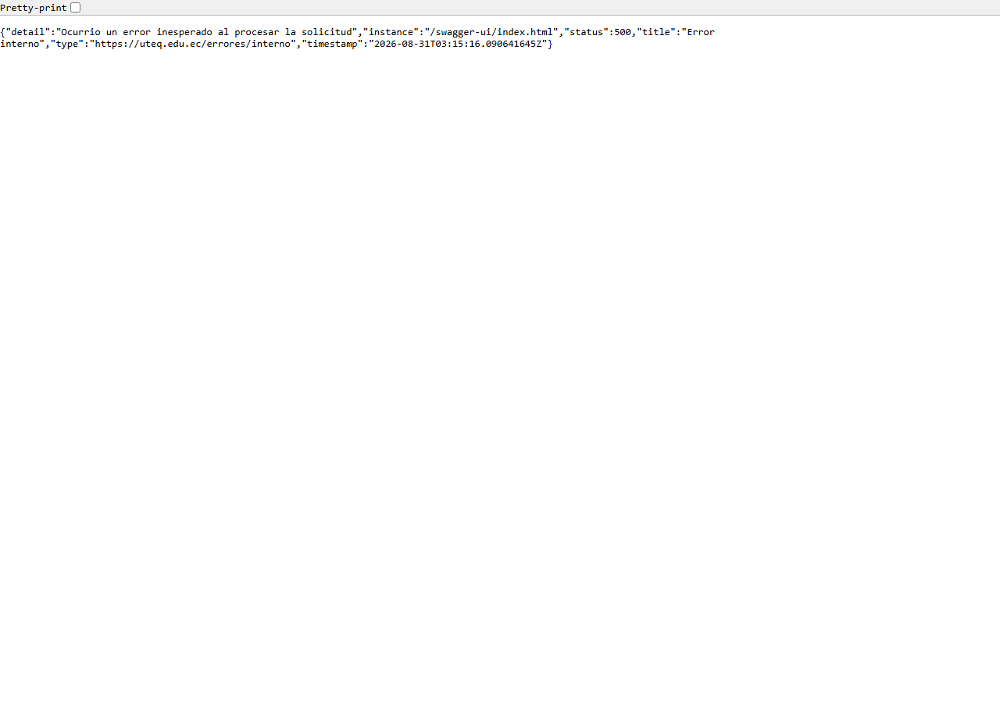 Pretty-print
{"detail":"Ocurrio un error inesperado al procesar la solicitud","instance":"/swagger-ui/index.html","status":500,"title":"Error
interno","type":"https://uteq.edu.ec/errores/interno","timestamp":"2026-08-31T03:15:16.090641645Z"}